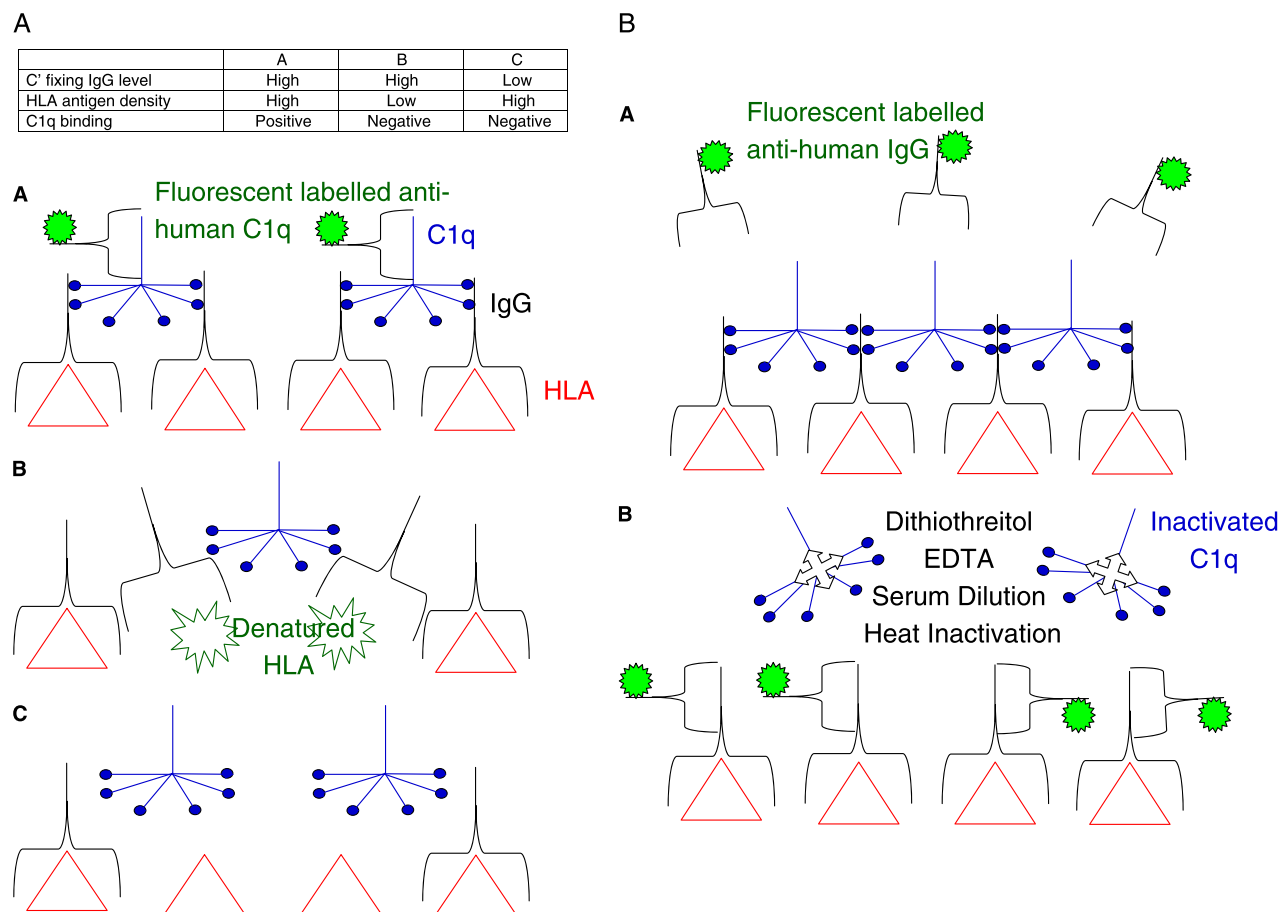 A
A B C
C’ fixing IgG level High High Low
HLA antigen density High Low High
C1q binding Positive Negative Negative
A
Fluorescent labelled anti-
human C1q
C1q
IgG
HLA
B
Denatured
HLA
C
B
A
Fluorescent labelled
anti-human IgG
B
Dithiothreitol
EDTA
Serum Dilution
Heat Inactivation
Inactivated
C1q